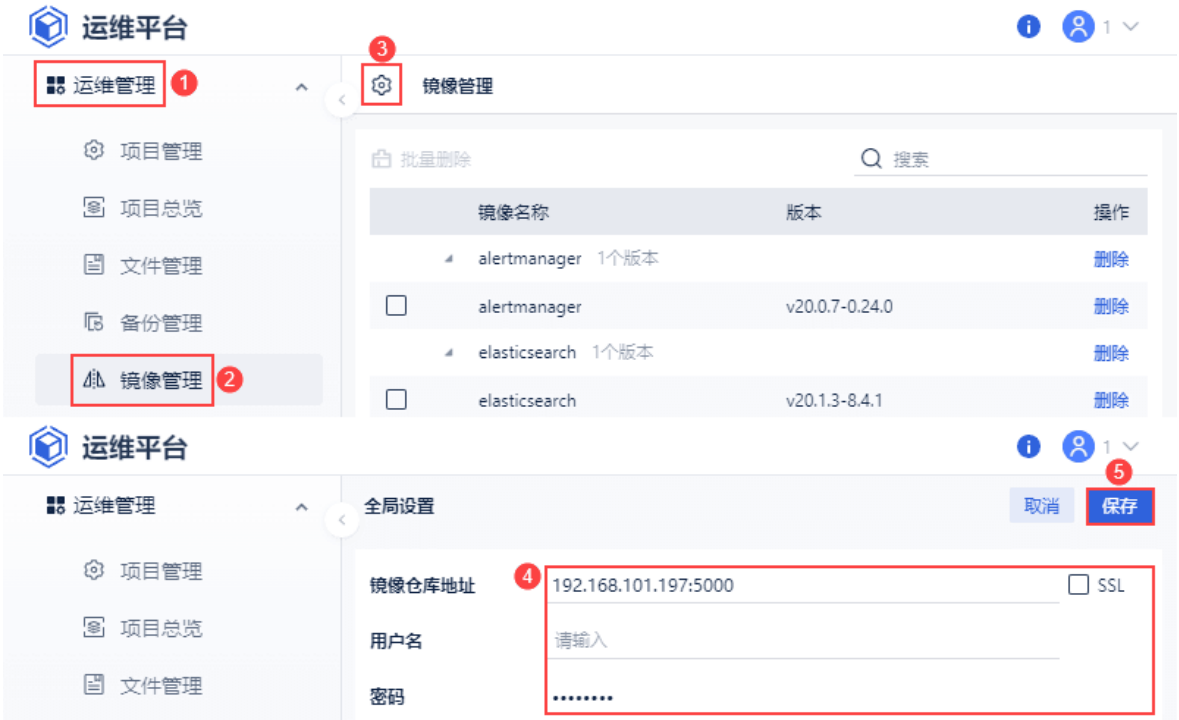 运维平台
1
运维管理 1
3
镜像管理
项目管理
批量删除
搜索
项目总览
镜像名称 版本 操作
文件管理
alertmanager 1个版本 删除
备份管理
alertmanager v20.0.7-0.24.0 删除
elasticsearch 1个版本 删除
镜像管理 2
elasticsearch v20.1.3-8.4.1 删除
运维平台
1
5
运维管理
全局设置 取消 保存
项目管理
镜像仓库地址 4 192.168.101.197:5000 SSL
项目总览
用户名 请输入
文件管理
密码 ••••••••